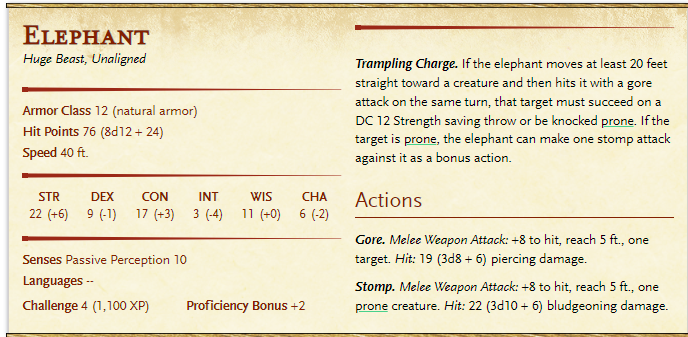 Elephant
Huge Beast, Unaligned
Armor Class 12 (natural armor)
Hit Points 76 (8d12 + 24)
Speed 40 ft.
STR DEX CON INT WIS CHA
22 (+6) 9 (-1) 17 (+3) 3 (-4) 11 (+0) 6 (-2)
Senses Passive Perception 10
Languages --
Challenge 4 (1,100 XP) Proficiency Bonus +2
Trampling Charge. If the elephant moves at least 20 feet
straight toward a creature and then hits it with a gore
attack on the same turn, that target must succeed on a
DC 12 Strength saving throw or be knocked prone. If the
target is prone, the elephant can make one stomp attack
against it as a bonus action.
Actions
Gore. Melee Weapon Attack: +8 to hit, reach 5 ft., one
target. Hit: 19 (3d8 + 6) piercing damage.
Stomp. Melee Weapon Attack: +8 to hit, reach 5 ft., one
prone creature. Hit: 22 (3d10 + 6) bludgeoning damage.